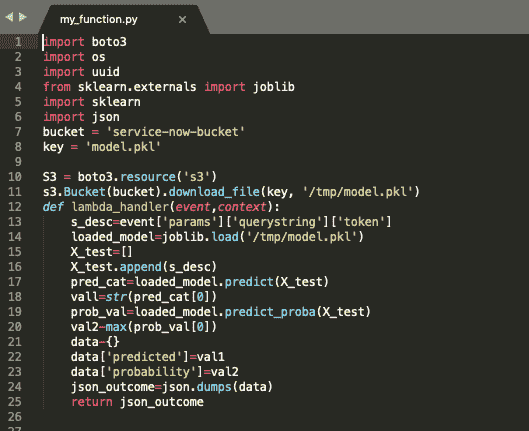 my_function.py ×
1 import boto3
2 import os
3 import uuid
4 from sklearn.externals import joblib
5 import sklearn
6 import json
7 bucket = 'service-now-bucket'
8 key = 'model.pkl'
9
10 S3 = boto3.resource('s3')
11 s3.Bucket(bucket).download_file(key, '/tmp/model.pkl')
12 def lambda_handler(event,context):
13 s_desc=event['params']['querystring']['token']
14 loaded_model=joblib.load('/tmp/model.pkl')
15 X_test=[]
16 X_test.append(s_desc)
17 pred_cat=loaded_model.predict(X_test)
18 vall=str(pred_cat[0])
19 prob_val=loaded_model.predict_proba(X_test)
20 val2-max(prob_val[0])
21 data-{}
22 data['predicted']=val1
23 data['probability']=val2
24 json_outcome=json.dumps(data)
25 return json_outcome
26
27